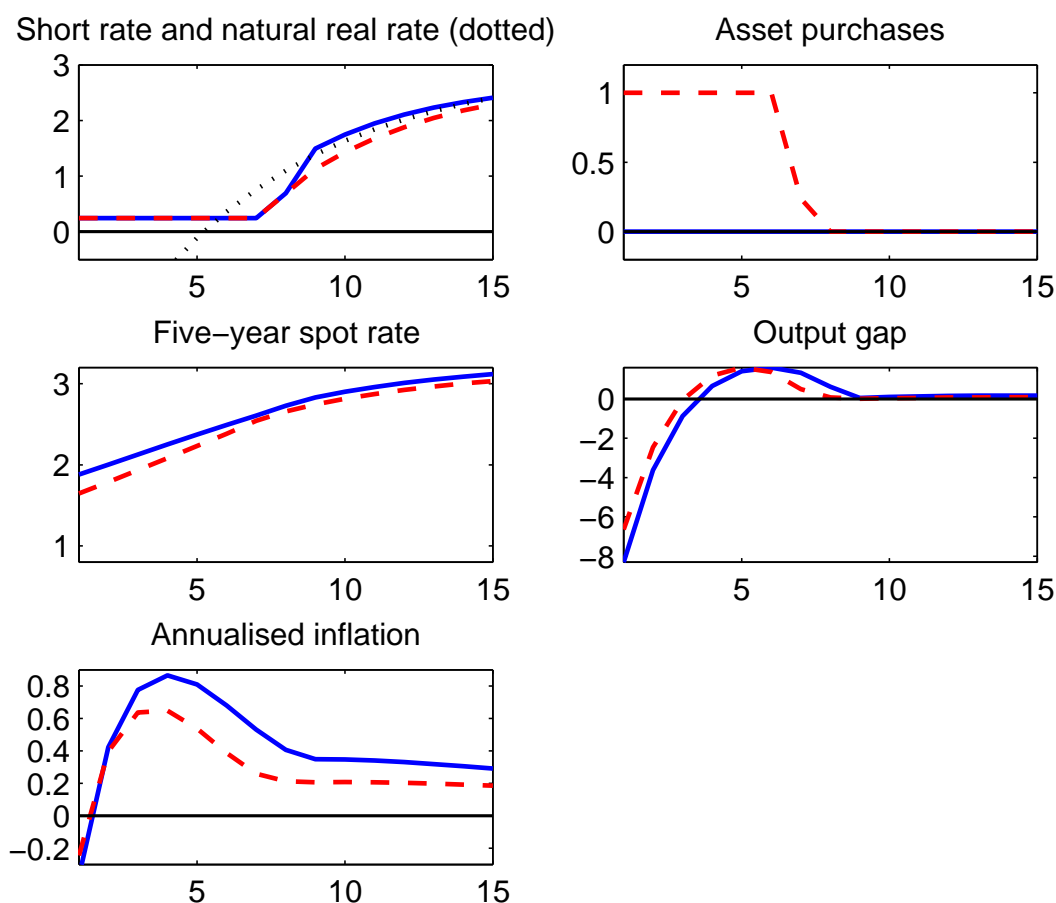 Short rate and natural real rate (dotted)
3
2
1
0
5 10 15
Asset purchases
1
0.5
0
5 10 15
Five−year spot rate
3
2
1
5 10 15
Output gap
0
−2
−4
−6
−8
5 10 15
Annualised inflation
0.8
0.6
0.4
0.2
0
−0.2
5 10 15